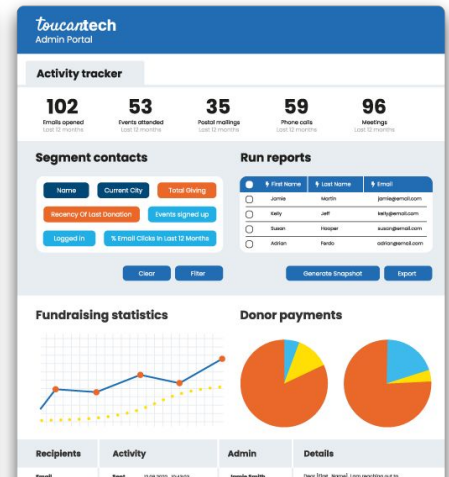 toucantech
Admin Portal
Activity tracker
102 53 35 59 96
Emails opened Events attended Postal mailings Phone calls Meetings
Last 12 months Last 12 months Last 12 months Last 12 months Last 12 months
Segment contacts
Name Current City Total Giving
Recency Of Last Donation Events signed up
Logged in % Email Clicks In Last 12 Months
Clear Filter
Run reports
First Name Last Name Email
Jamie Martin jamie@email.com
Kelly Jeff kelly@email.com
Susan Hooper susan@email.com
Adrian Pardo adrian@email.com
Generate Snapshot Export
Fundraising statistics
Donor payments
Recipients Activity Admin Details
Email Sent Jamie Smith